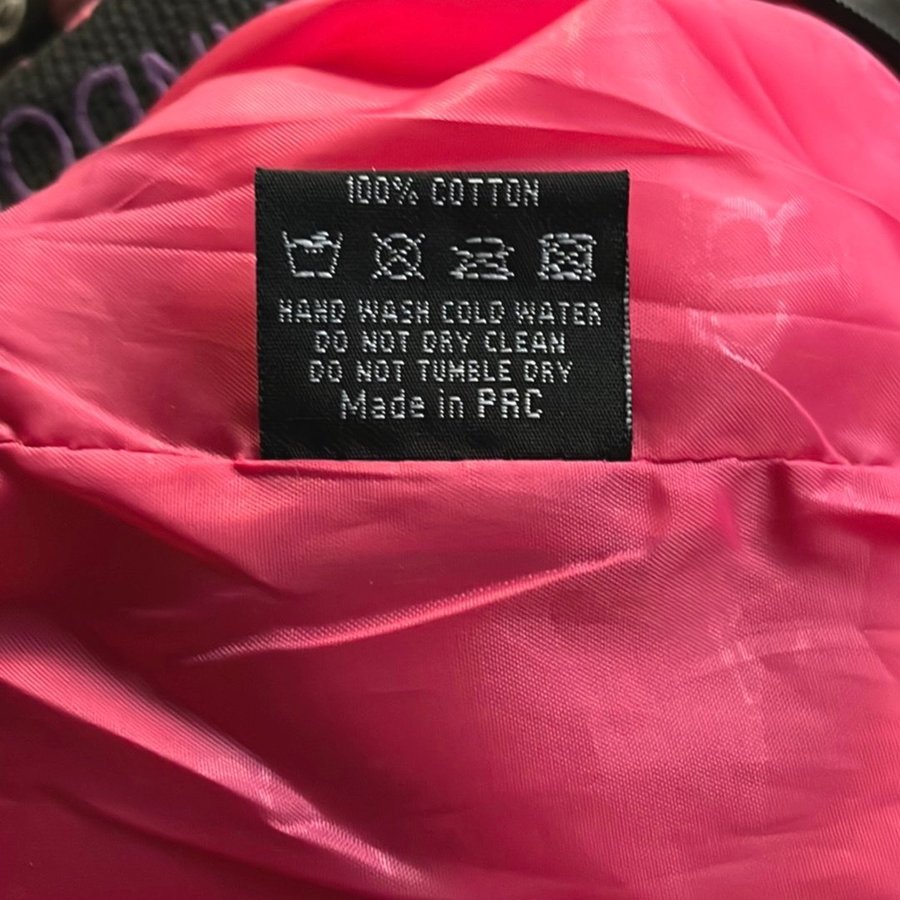 100% COTTON
HAND WASH COLD WATER
DO NOT DRY CLEAN
DO NOT TUMBLE DRY
Made in PRC